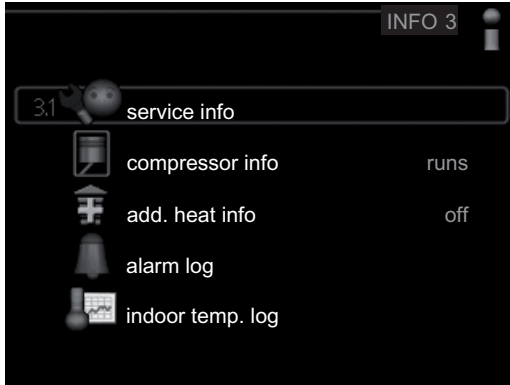 INFO 3
3.1 service info
compressor info runs
add. heat info off
alarm log
indoor temp. log